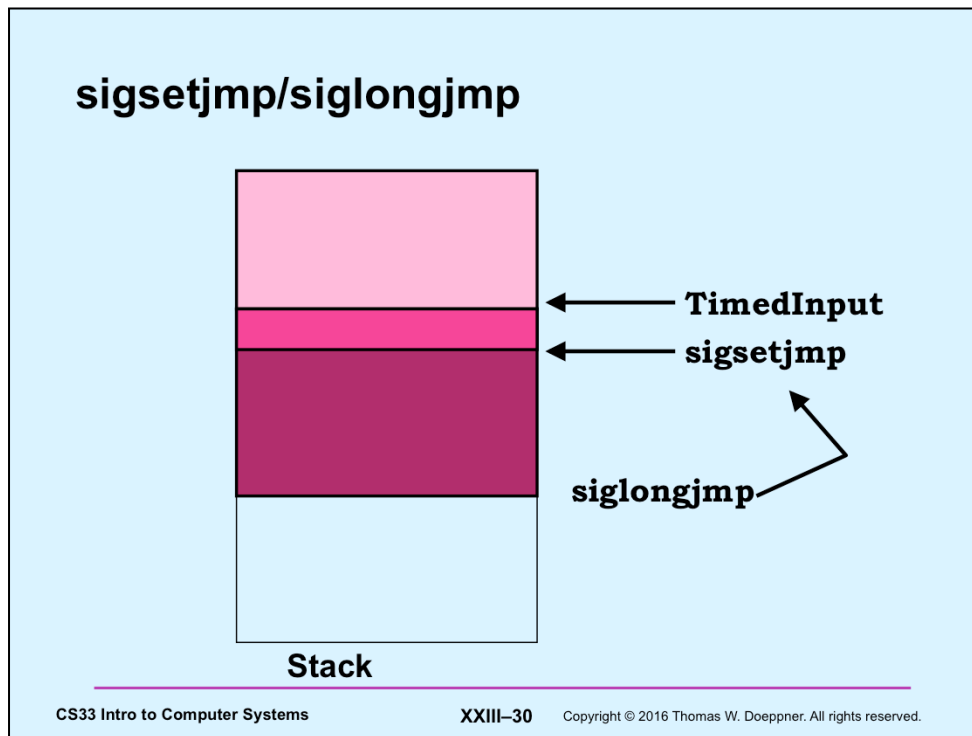 sigsetjmp/siglongjmp
TimedInput
sigsetjmp
siglongjmp
Stack
CS33 Intro to Computer Systems
XXIII–30
Copyright © 2016 Thomas W. Doeppner. All rights reserved.